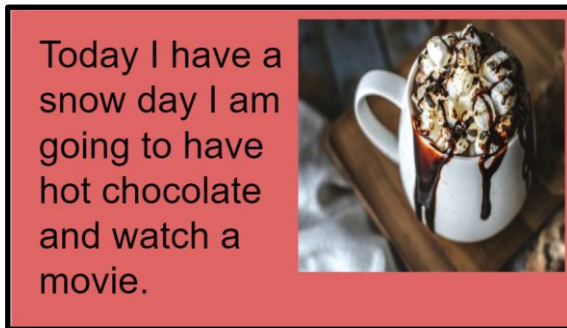 Today I have a
snow day I am
going to have
hot chocolate
and watch a
movie.